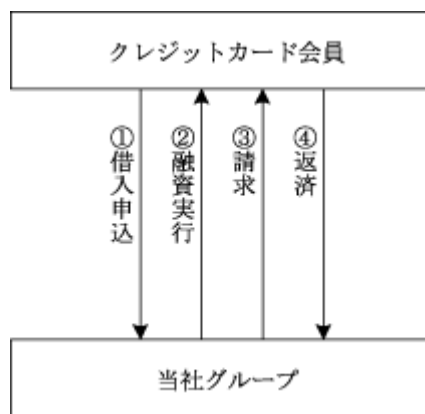 クレジットカード会員
①借入申込
②融資実行
③請求
④返済
当社グループ